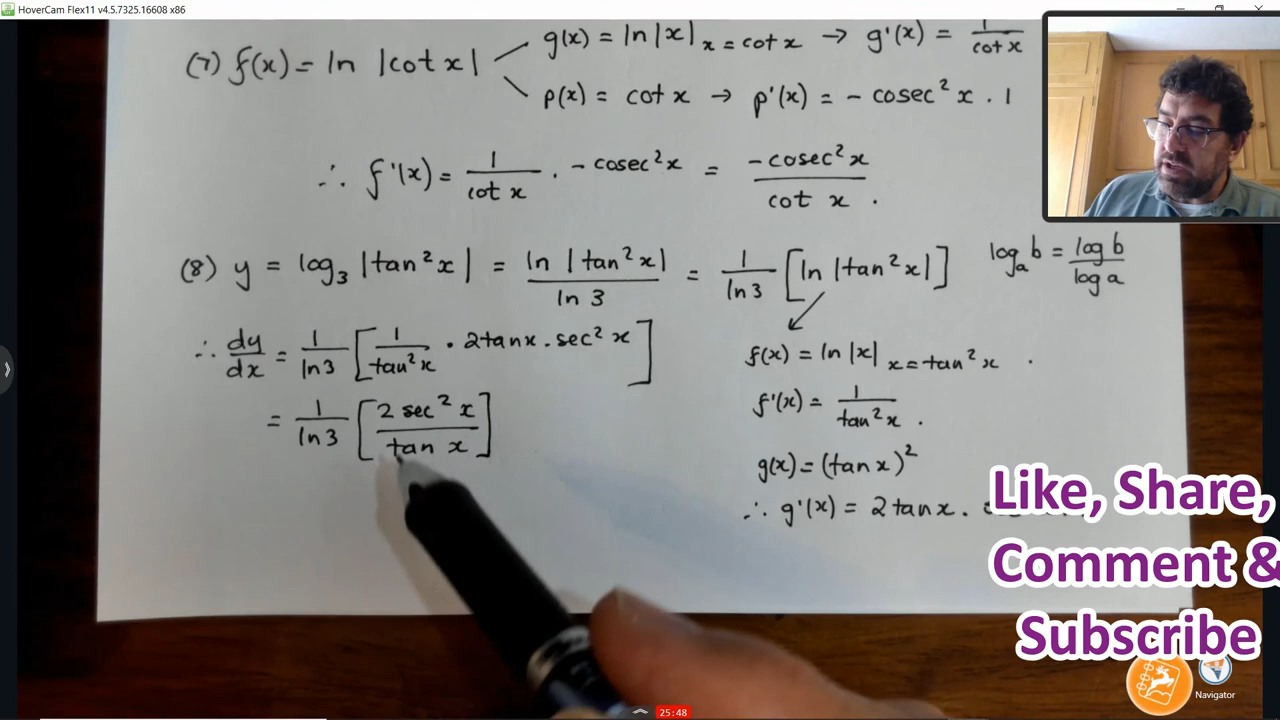 HoverCam Flex11 v4.5.7325.16608 x86
(7) f(x) = ln |cot x|
g(x) = ln |x| x = cot x → g'(x) = 1/cot x
p(x) = cot x → p'(x) = - cosec² x . 1
∴ f'(x) = 1/cot x . - cosec² x = -cosec² x/cot x .
(8) y = log₃ |tan² x| = ln |tan² x|/ln 3 = 1/ln 3 [ln |tan² x|]
logₐ b = log b/log a
∴ dy/dx = 1/ln 3 [1/tan² x • 2tan x . sec² x]
= 1/ln 3 [2 sec² x/tan x]
f(x) = ln |x| x = tan² x .
f'(x) = 1/tan² x .
g(x) = (tan x)²
∴ g'(x) = 2 tan x .
Like, Share,
Comment &
Subscribe
Navigator
25:48